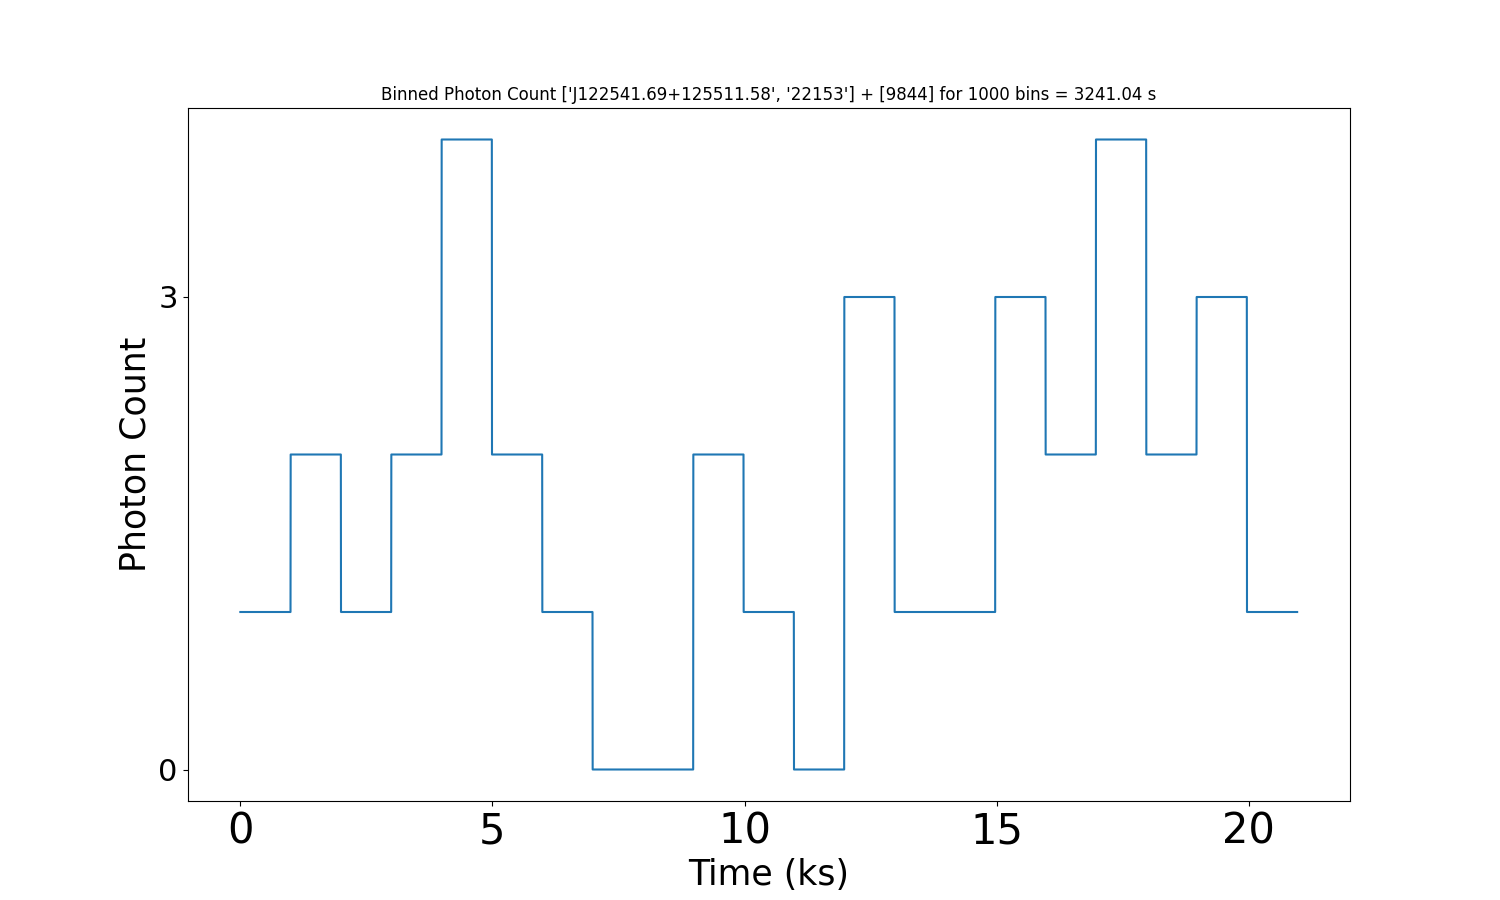 Binned Photon Count ['J122541.69+125511.58', '22153'] + [9844] for 1000 bins = 3241.04 s
Photon Count
3
0
0 5 10 15 20
Time (ks)